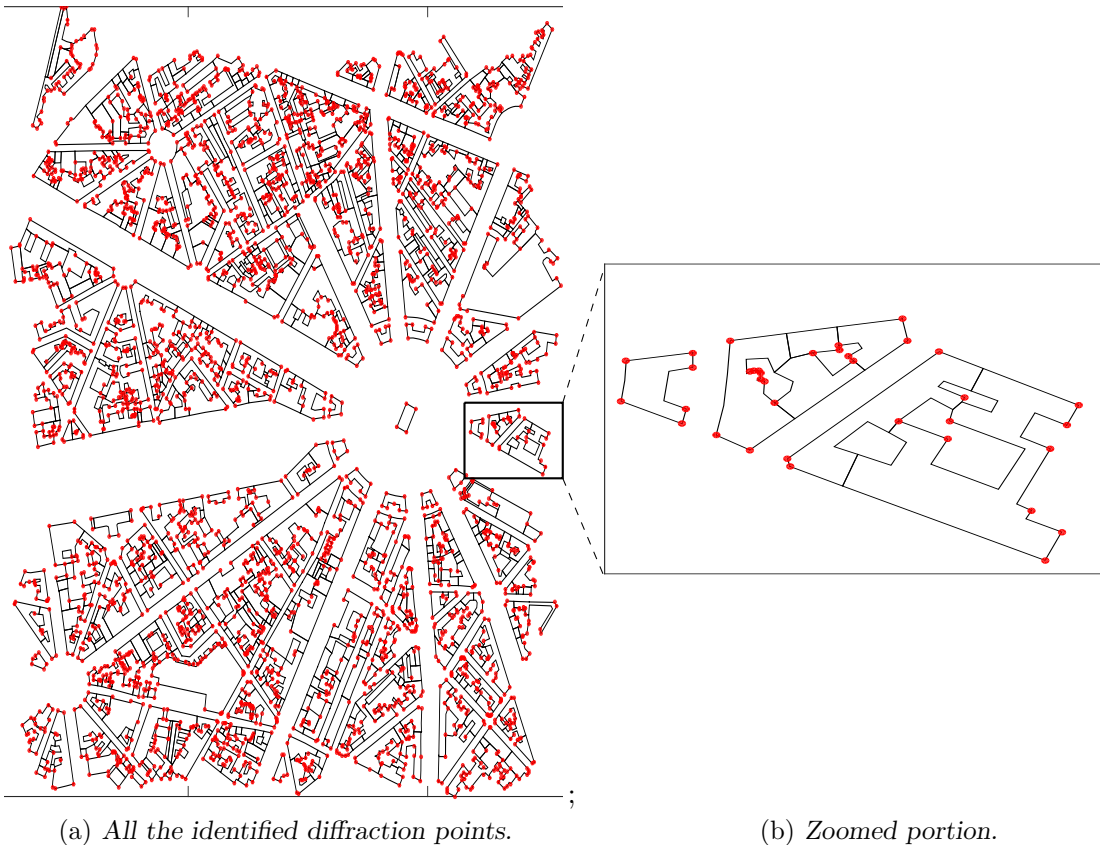 ;
(a) All the identified diffraction points.
(b) Zoomed portion.